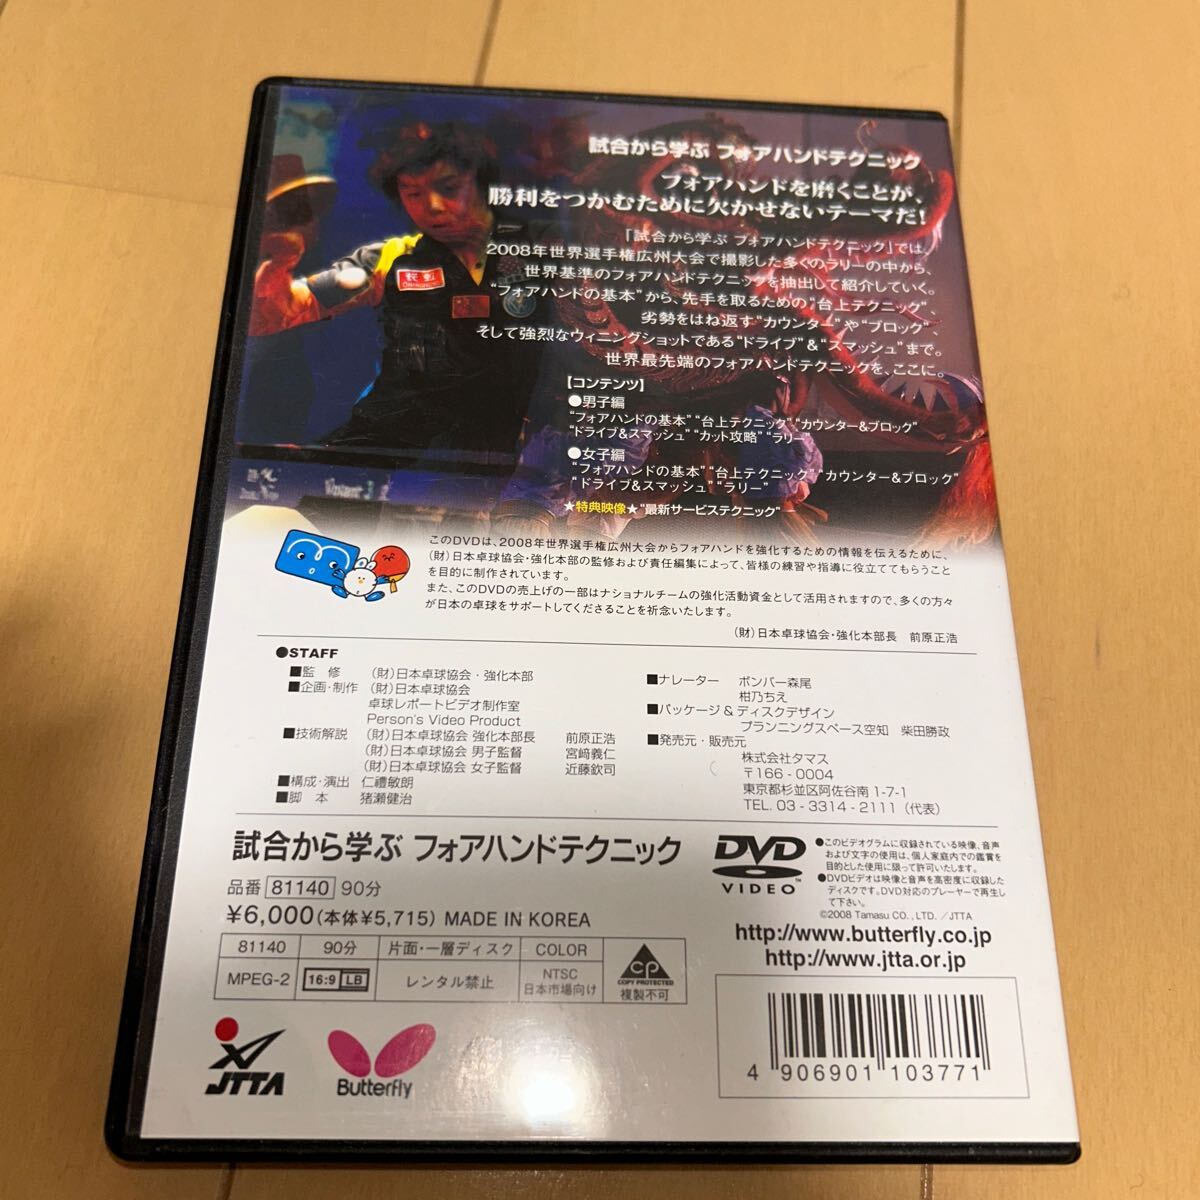 試合から学ぶ フォアハンドテクニック
フォアハンドを磨くことが、
勝利をつかむために欠かせないテーマだ!
「試合から学ぶ フォアハンドテクニック」では、
2008年世界選手権広州大会で撮影した多くのラリーの中から、
世界基準のフォアハンドテクニックを抽出して紹介していく。
"フォアハンドの基本"から、先手を取るための"台上テクニック"、
劣勢をはね返す"カウンター"や"ブロック"、
そして強烈なウィニングショットである"ドライブ"&"スマッシュ"まで。
世界最先端のフォアハンドテクニックを、ここに。
【コンテンツ】
●男子編
"フォアハンドの基本" "台上テクニック" "カウンター&ブロック"
"ドライブ&スマッシュ" "カット攻略" "ラリー"
●女子編
"フォアハンドの基本" "台上テクニック" "カウンター&ブロック"
"ドライブ&スマッシュ" "ラリー"
★特典映像★"最新サービステクニック"
このDVDは、2008年世界選手権広州大会からフォアハンドを強化するための情報を伝えるために、
(財)日本卓球協会・強化本部の監修および責任編集によって、皆様の練習や指導に役立ててもらうこと
を目的に制作されています。
また、このDVDの売上げの一部はナショナルチームの強化活動資金として活用されますので、多くの方々
が日本の卓球をサポートしてくださることを祈念いたします。
(財)日本卓球協会・強化本部長 前原正浩
●STAFF
■監 修 (財)日本卓球協会・強化本部
■企画・制作 (財)日本卓球協会
卓球レポートビデオ制作室
Person's Video Product
■技術解説 (財)日本卓球協会 強化本部長 前原正浩
(財)日本卓球協会 男子監督 宮﨑義仁
(財)日本卓球協会 女子監督 近藤欽司
■構成・演出 仁禮敏朗
■脚 本 猪瀬健治
■ナレーター ボンバー森尾
柑乃ちえ
■パッケージ&ディスクデザイン
プランニングスペース空知 柴田勝政
■発売元・販売元
株式会社タマス
〒166-0004
東京都杉並区阿佐谷南1-7-1
TEL. 03-3314-2111(代表)
試合から学ぶ フォアハンドテクニック
品番 81140 90分
¥6,000(本体¥5,715) MADE IN KOREA
81140 90分 片面・一層ディスク COLOR
MPEG-2 16:9 LB レンタル禁止 NTSC 日本市場向け
CP
COPY PROTECTED
複製不可
DVD
VIDEO
●このビデオグラムに収録されている映像、音声
および文字の使用は、個人家庭内での鑑賞を
目的とした使用に限って許可いたします。
●DVDビデオは映像と音声を高密度に収録した
ディスクです。DVD対応のプレーヤーで再生し
て下さい。
©2008 Tamasu CO., LTD. / JTTA
http://www.butterfly.co.jp
http://www.jtta.or.jp
JTTA
Butterfly
4 906901 103771